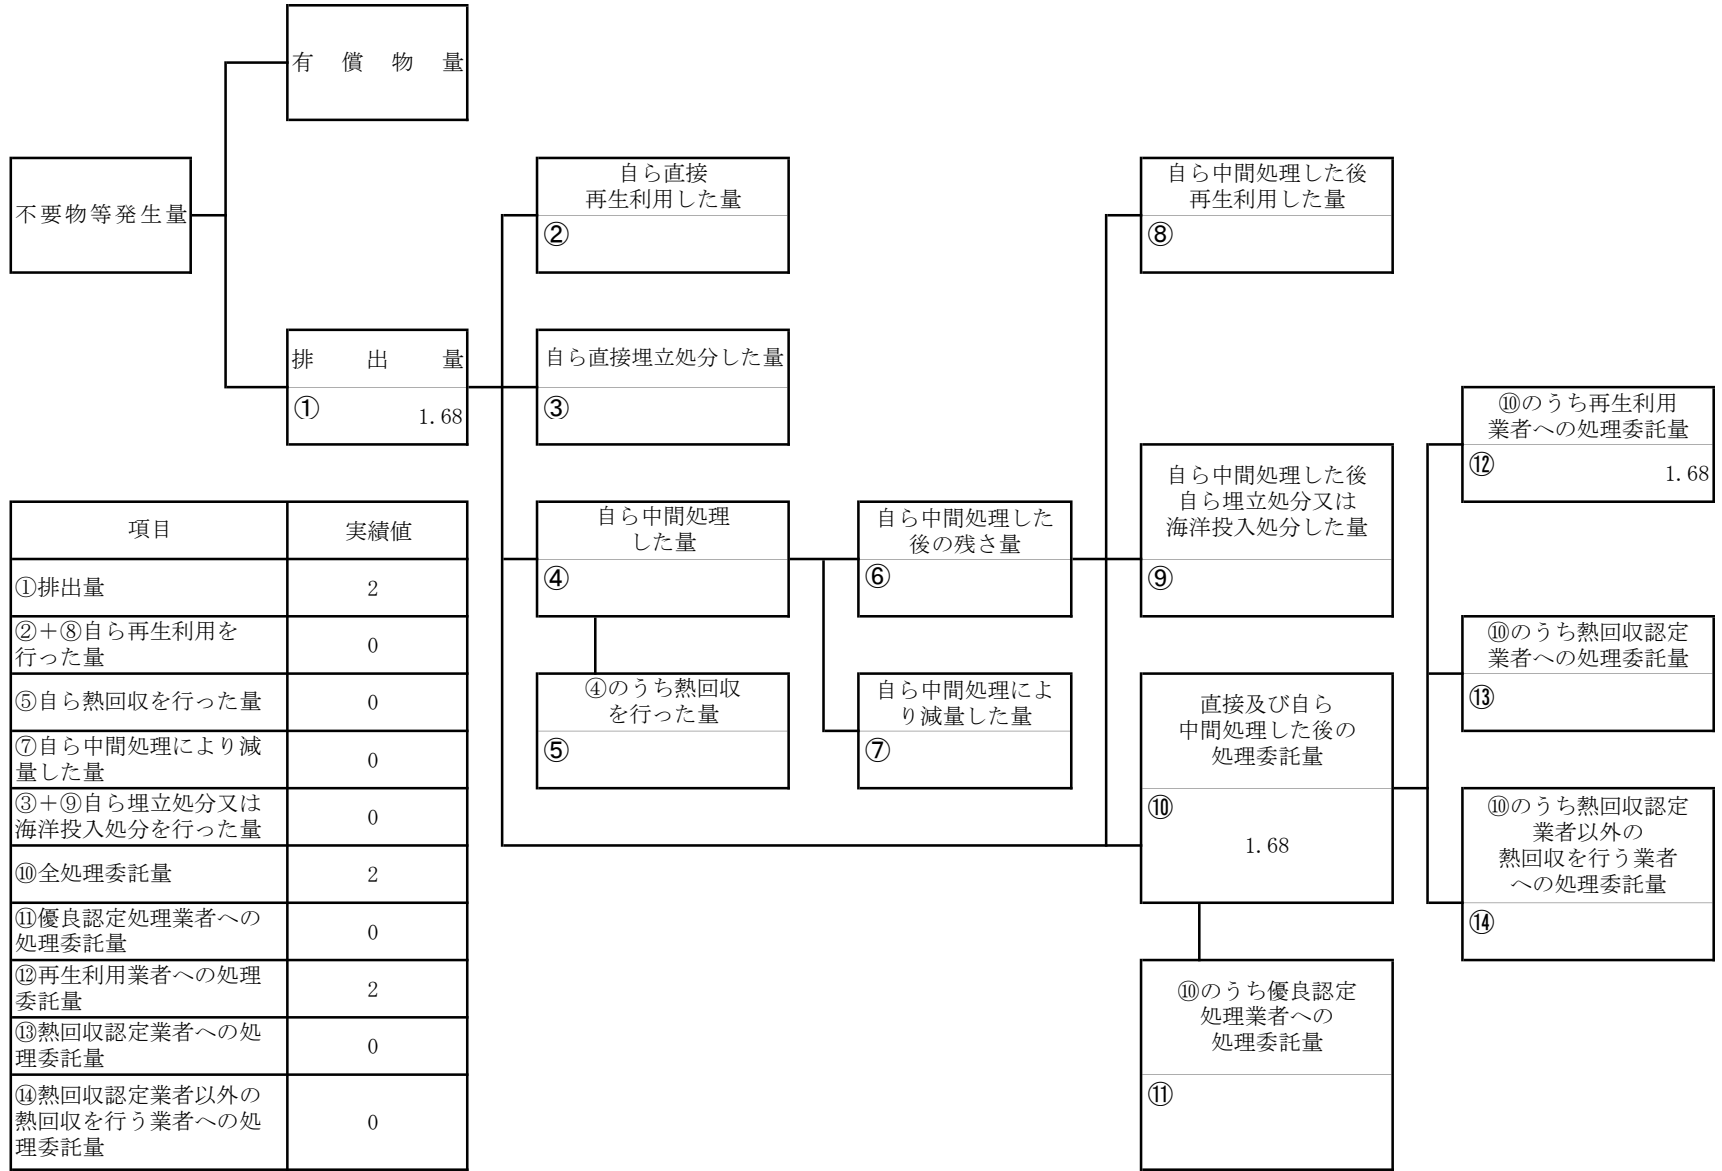 有償物量
不要物等発生量
自ら直接
再生利用した量
②
自ら中間処理した後
再生利用した量
⑧
排出量
①
1.68
自ら直接埋立処分した量
③
⑩のうち再生利用
業者への処理委託量
⑫
1.68
自ら中間処理
した量
④
自ら中間処理した
後の残さ量
⑥
自ら中間処理した後
自ら埋立処分又は
海洋投入処分した量
⑨
⑩のうち熱回収認定
業者への処理委託量
⑬
④のうち熱回収
を行った量
⑤
自ら中間処理によ
り減量した量
⑦
直接及び自ら
中間処理した後の
処理委託量
⑩
1.68
⑩のうち熱回収認定
業者以外の
熱回収を行う業者
への処理委託量
⑭
⑩のうち優良認定
処理業者への
処理委託量
⑪
項目
実績値
①排出量
2
②＋⑧自ら再生利用を
行った量
0
⑤自ら熱回収を行った量
0
⑦自ら中間処理により減
量した量
0
③＋⑨自ら埋立処分又は
海洋投入処分を行った量
0
⑩全処理委託量
2
⑪優良認定処理業者への
処理委託量
0
⑫再生利用業者への処理
委託量
2
⑬熱回収認定業者への処
理委託量
0
⑭熱回収認定業者以外の
熱回収を行う業者への処
理委託量
0